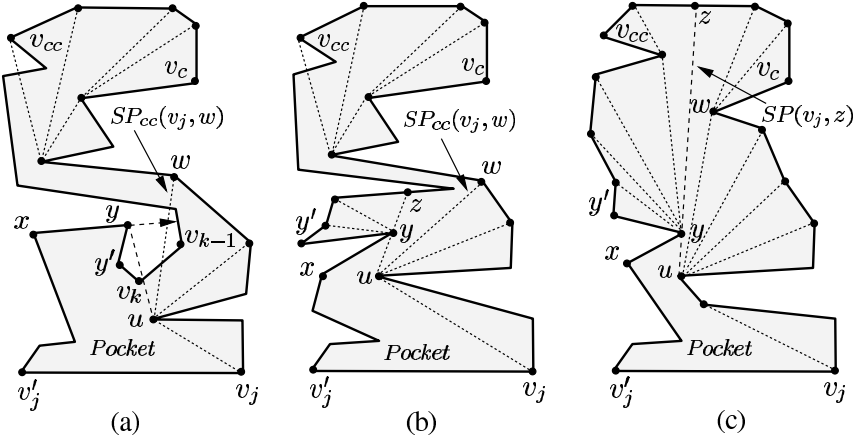 v_cc
v_c
SP_cc(v_j, w)
w
x
y
v_{k−1}
y′
v_k
u
Pocket
v′_j
v_j
(a)
v_cc
v_c
SP_cc(v_j, w)
w
z
y′
y
x
u
Pocket
v′_j
v_j
(b)
z
v_cc
v_c
w
SP(v_j, z)
y′
y
x
u
Pocket
v′_j
v_j
(c)